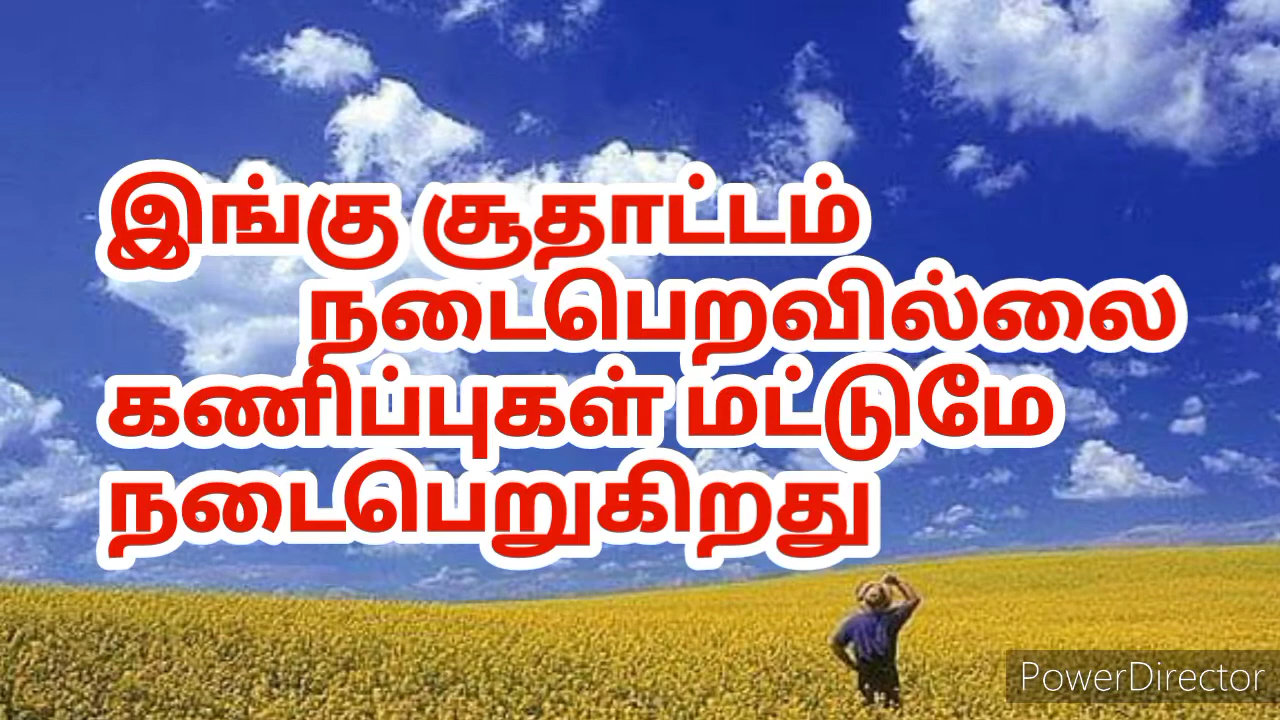 இங்கு சூதாட்டம்
நடைபெறவில்லை
கணிப்புகள் மட்டுமே
நடைபெறுகிறது
PowerDirector